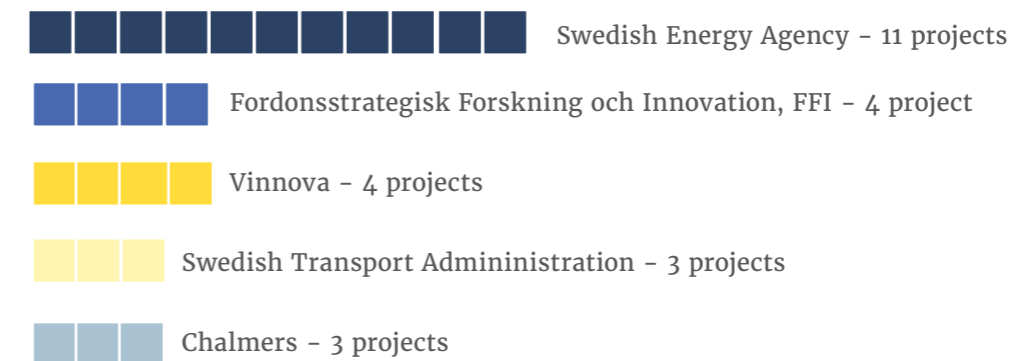 Swedish Energy Agency - 11 projects
Fordonsstrategisk Forskning och Innovation, FFI - 4 project
Vinnova - 4 projects
Swedish Transport Admininistration - 3 projects
Chalmers - 3 projects